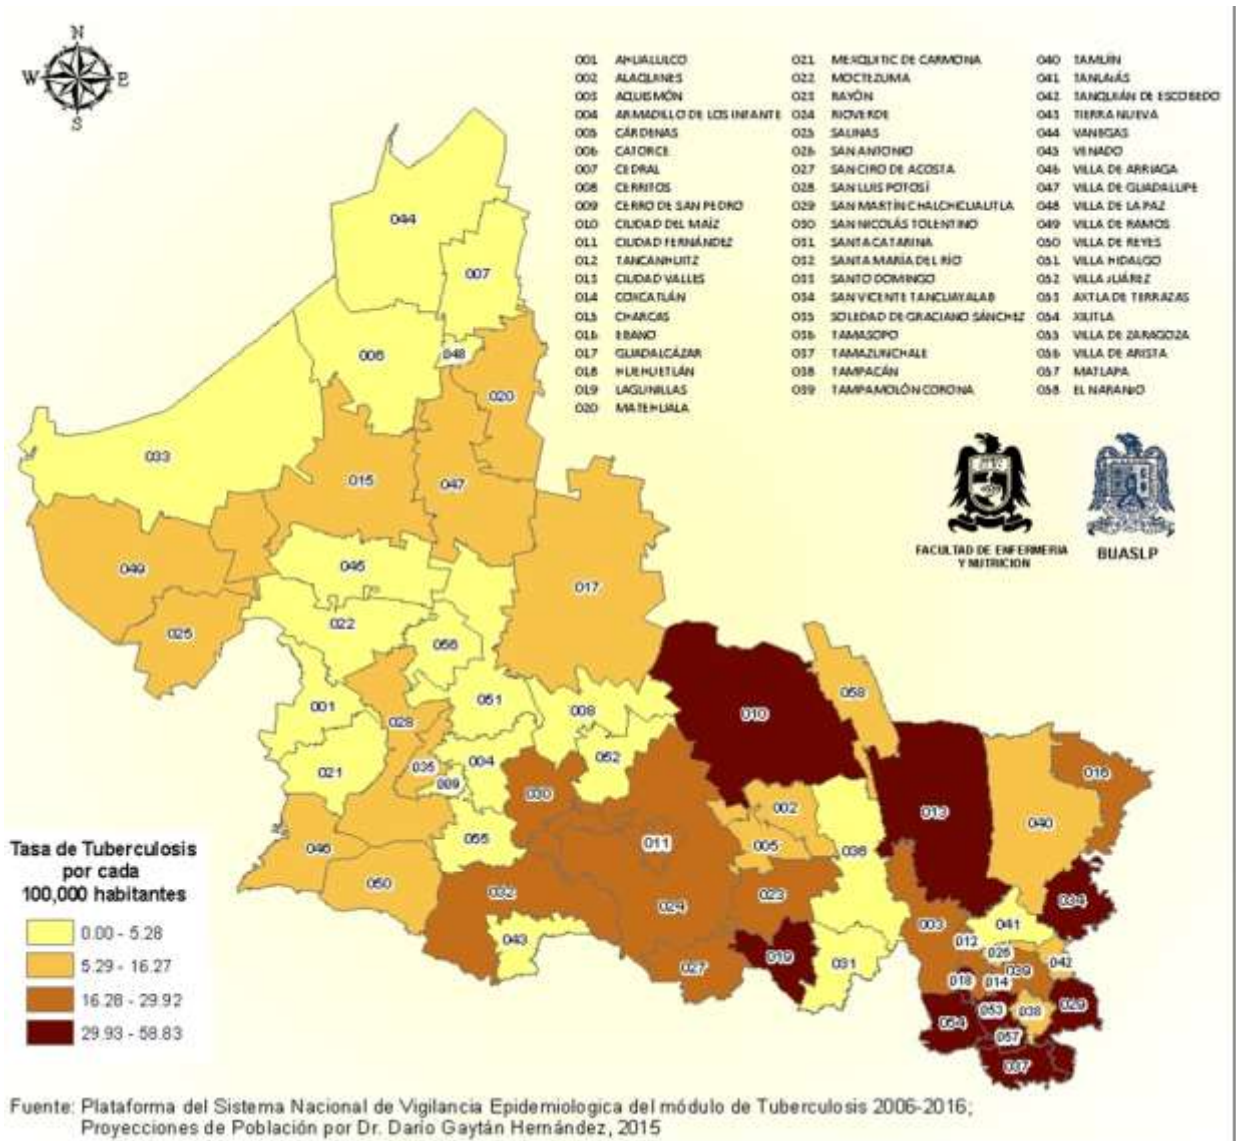 N
W E
S
001 AHUALULCO
002 ALAQUINES
003 AQUISMÓN
004 ARMADILLO DE LOS INFANTE
005 CÁRDENAS
006 CATORCE
007 CEDRAL
008 CERRITOS
009 CERRO DE SAN PEDRO
010 CIUDAD DEL MAÍZ
011 CIUDAD FERNÁNDEZ
012 TANCANHUITZ
013 CIUDAD VALLES
014 COXCATLÁN
015 CHARCAS
016 EBANO
017 GUADALCÁZAR
018 HUEHUETLÁN
019 LAGUNILLAS
020 MATEHUALA
021 MEXQUITIC DE CARMONA
022 MOCTEZUMA
023 RAYÓN
024 RIOVERDE
025 SALINAS
026 SAN ANTONIO
027 SAN CIRO DE ACOSTA
028 SAN LUIS POTOSÍ
029 SAN MARTÍN CHALCHICUAUTLA
030 SAN NICOLÁS TOLENTINO
031 SANTA CATARINA
032 SANTA MARÍA DEL RÍO
033 SANTO DOMINGO
034 SAN VICENTE TANCUAYALAB
035 SOLEDAD DE GRACIANO SÁNCHEZ
036 TAMASOPO
037 TAMAZUNCHALE
038 TAMPACÁN
039 TAMPAMOLÓN CORONA
040 TAMUÍN
041 TANLAJÁS
042 TANQUIÁN DE ESCOBEDO
043 TIERRA NUEVA
044 VANEGAS
045 VENADO
046 VILLA DE ARRIAGA
047 VILLA DE GUADALUPE
048 VILLA DE LA PAZ
049 VILLA DE RAMOS
050 VILLA DE REYES
051 VILLA HIDALGO
052 VILLA JUÁREZ
053 AXTLA DE TERRAZAS
054 XILITLA
055 VILLA DE ZARAGOZA
056 VILLA DE ARISTA
057 MATLAPA
058 EL NARANJO
FACULTAD DE ENFERMERIA
Y NUTRICION
BUASLP
044
007
006
048
020
033
015
047
049
045
017
025
022
056
001
051
008
010
058
028
021
035
004
052
009
030
013
016
002
040
046
055
011
005
036
050
032
024
023
034
003
041
043
012
027
019
031
026
042
039
018
014
054
053
038
029
057
037
Tasa de Tuberculosis
por cada
100,000 habitantes
0.00 - 5.28
5.29 - 16.27
16.28 - 29.92
29.93 - 58.83
Fuente: Plataforma del Sistema Nacional de Vigilancia Epidemiologica del módulo de Tuberculosis 2006-2016;
Proyecciones de Población por Dr. Darío Gaytán Hernández, 2015